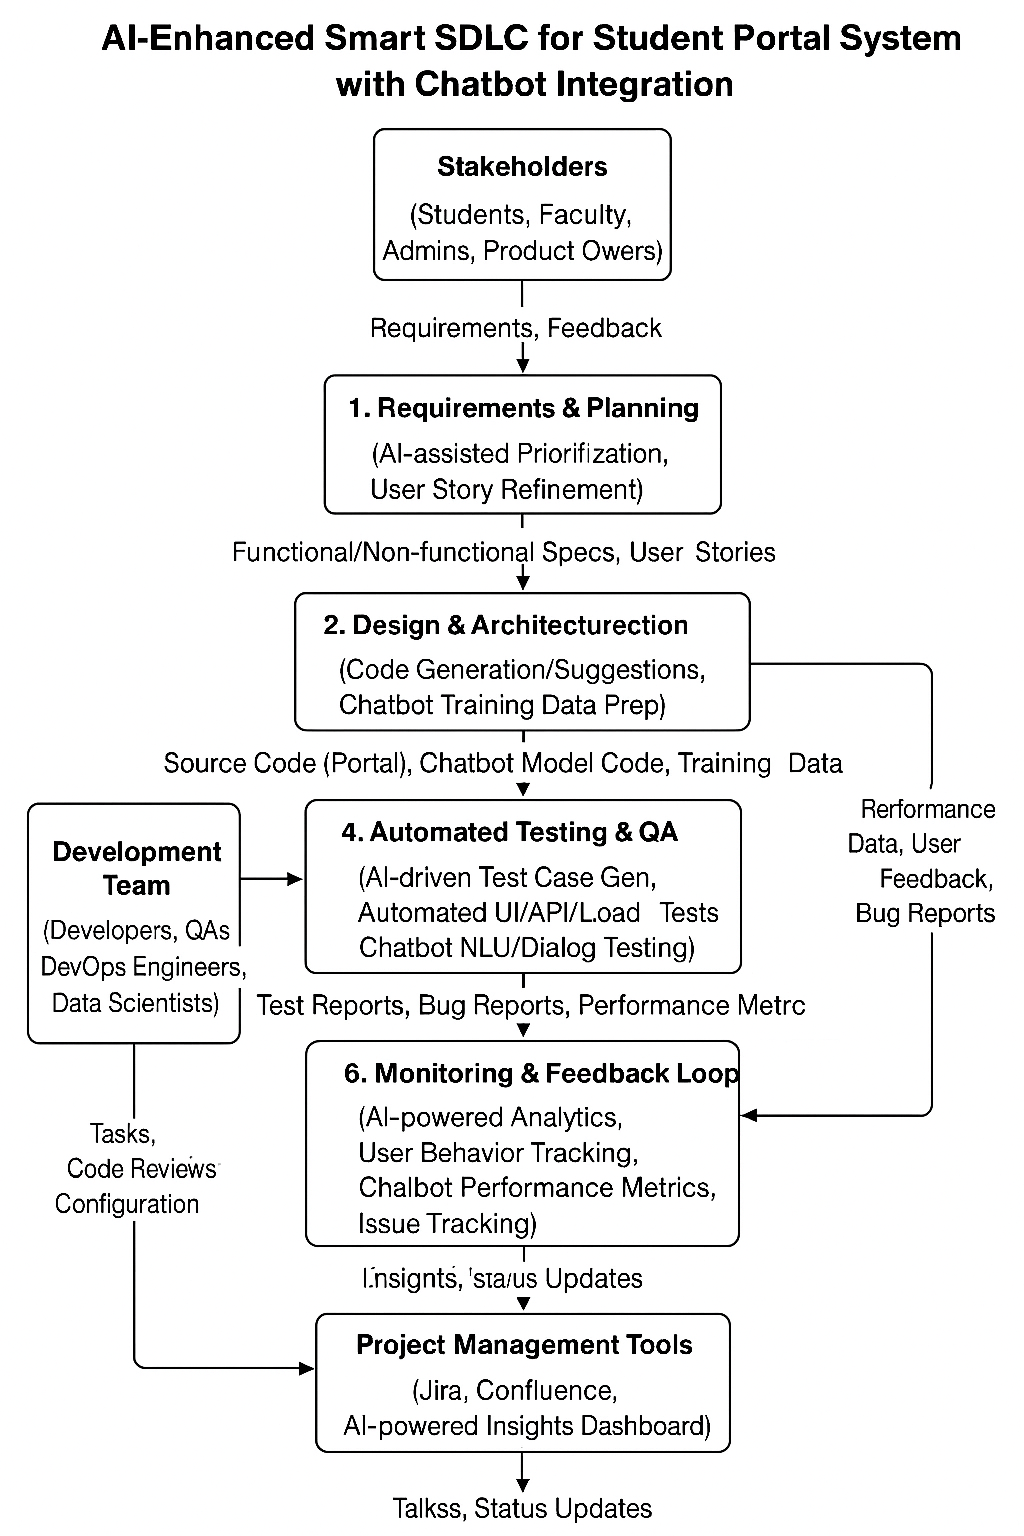 AI-Enhanced Smart SDLC for Student Portal System
with Chatbot Integration
Stakeholders
(Students, Faculty,
Admins, Product Owers)
Requirements, Feedback
1. Requirements & Planning
(AI-assisted Priorifization,
User Story Refinement)
Functional/Non-functional Specs, User Stories
2. Design & Architecturection
(Code Generation/Suggestions,
Chatbot Training Data Prep)
Source Code (Portal), Chatbot Model Code, Training Data
Rerformance
Data, User
Feedback,
Bug Reports
Development
Team
(Developers, QAs
DevOps Engineers,
Data Scientists)
4. Automated Testing & QA
(AI-driven Test Case Gen,
Automated UI/API/Load Tests
Chatbot NLU/Dialog Testing)
Test Reports, Bug Reports, Performance Metrc
6. Monitoring & Feedback Loop
(AI-powered Analytics,
User Behavior Tracking,
Chalbot Performance Metrics,
Issue Tracking)
Tasks,
Code Reviews
Configuration
Updates
Project Management Tools
(Jira, Confluence,
AI-powered Insights Dashboard)
Talkss, Status Updates